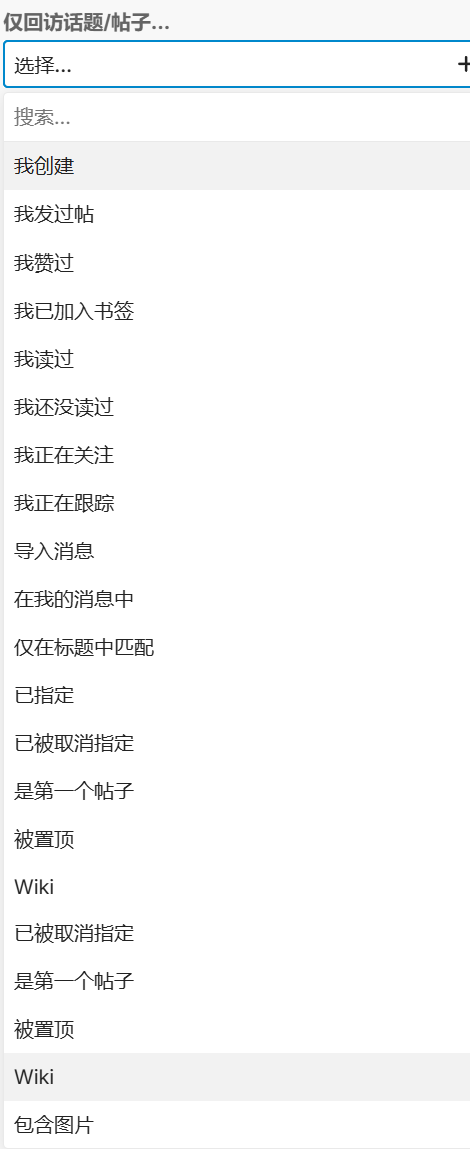 仅回访话题/帖子...
选择...
搜索...
我创建
我发过帖
我赞过
我已加入书签
我读过
我还没读过
我正在关注
我正在跟踪
导入消息
在我的消息中
仅在标题中匹配
已指定
已被取消指定
是第一个帖子
被置顶
Wiki
已被取消指定
是第一个帖子
被置顶
Wiki
包含图片